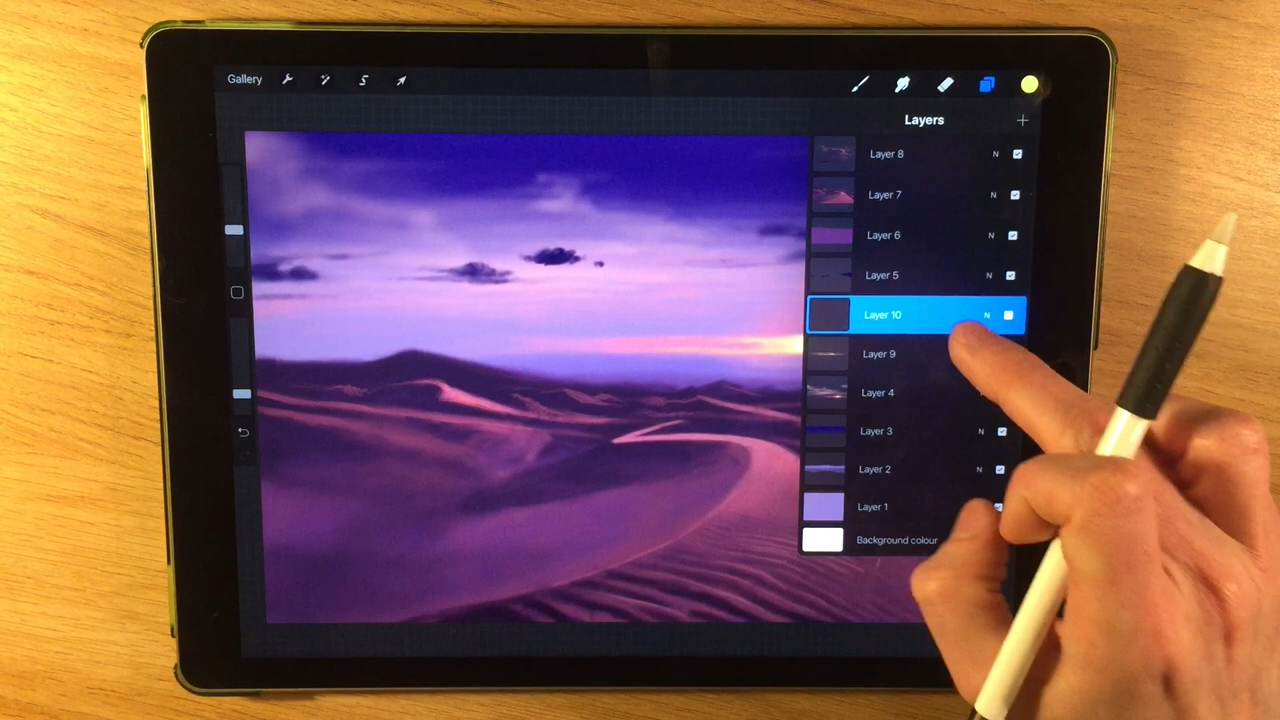 Gallery
Layers
Layer 8 N
Layer 7 N
Layer 6 N
Layer 5 N
Layer 10 N
Layer 9
Layer 4
Layer 3 N
Layer 2 N
Layer 1
Background colour